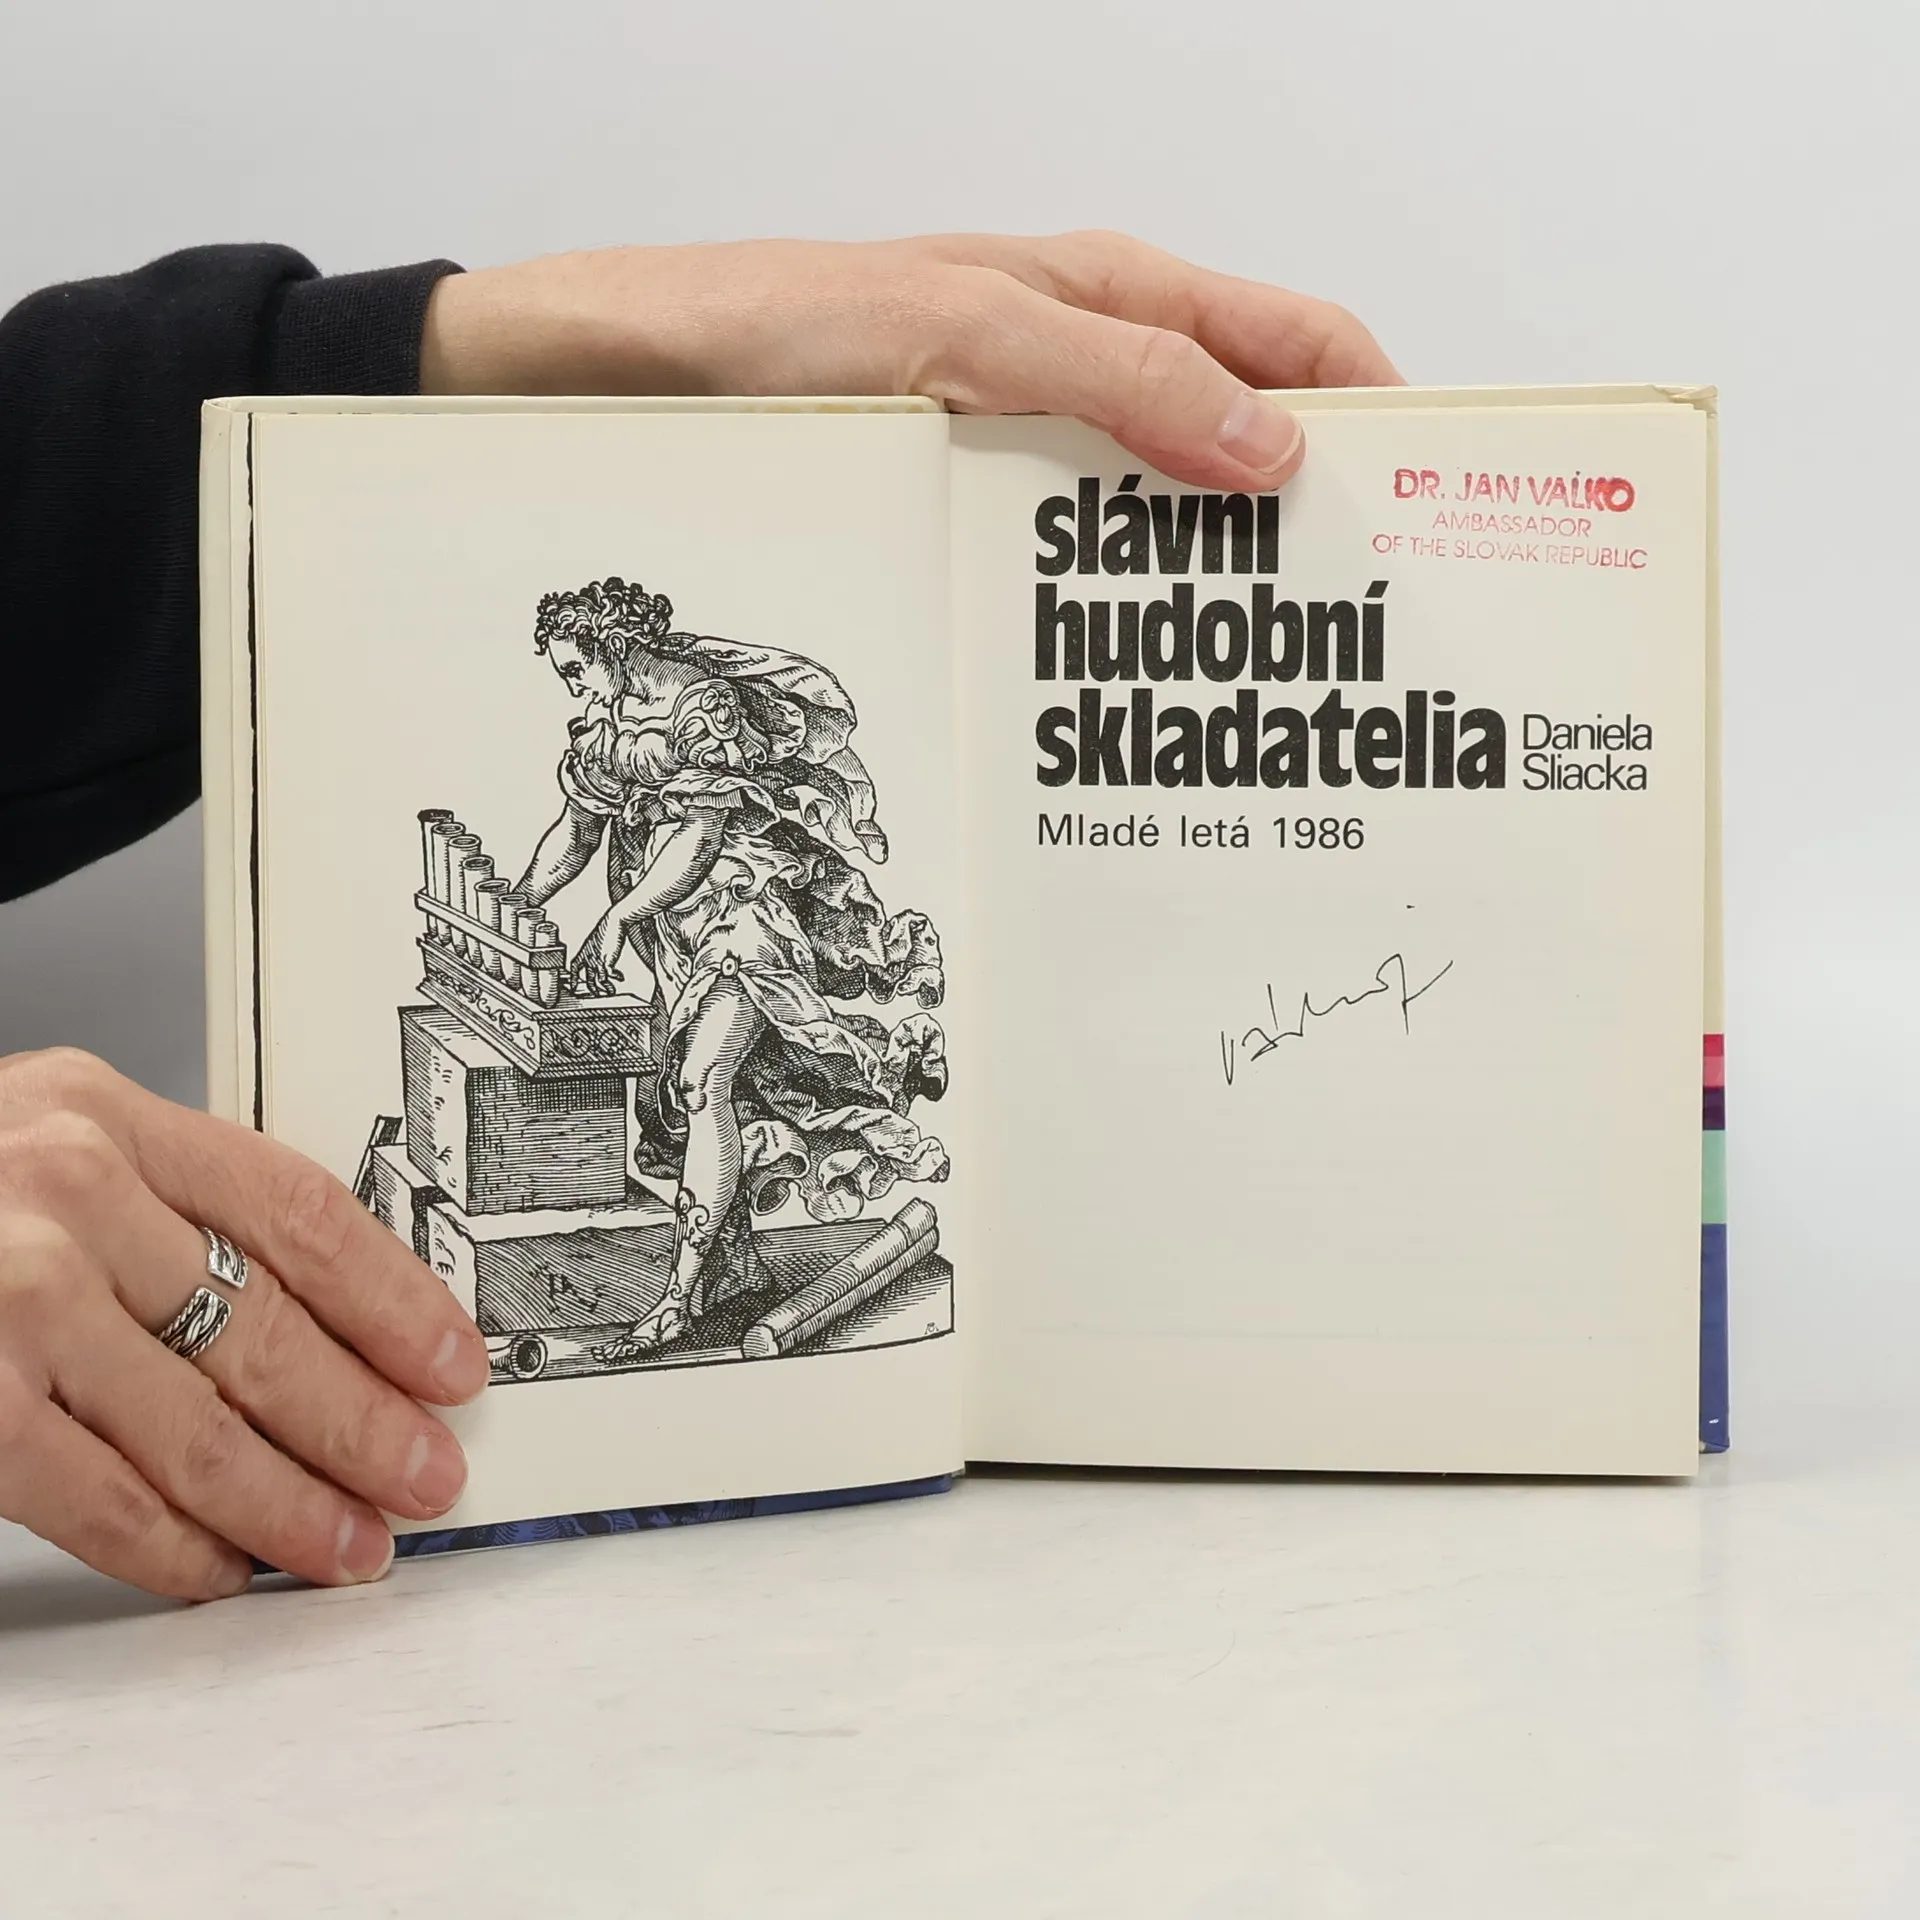 DR. JAN VALKO
AMBASSADOR
OF THE SLOVAK REPUBLIC
slávni
hudobní
skladatelia
Daniela
Sliacka
Mladé letá 1986